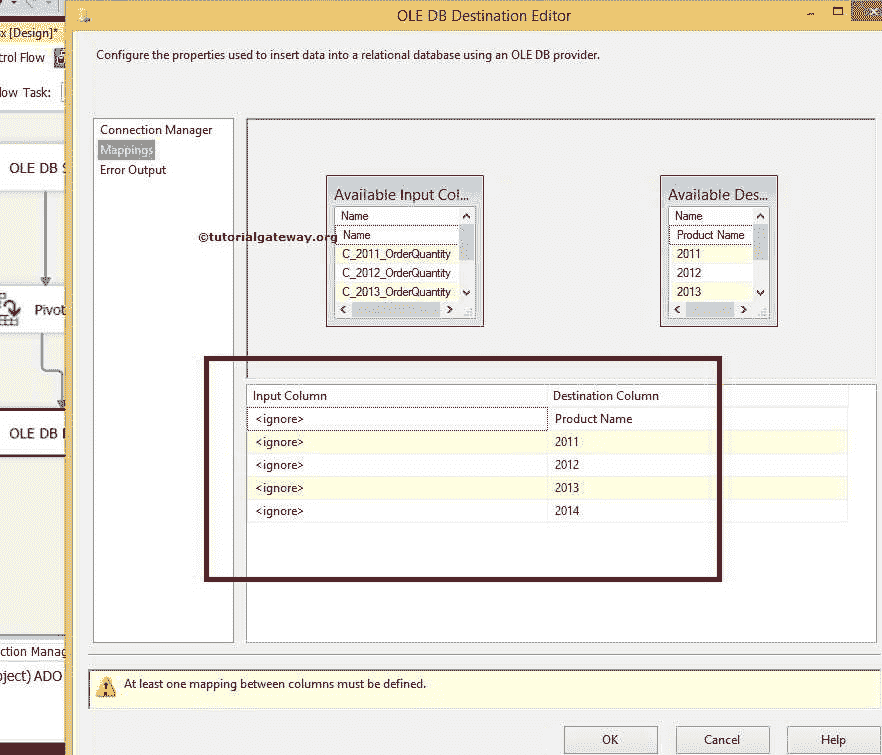 OLE DB Destination Editor
x [Design]*
Configure the properties used to insert data into a relational database using an OLE DB provider.
trol Flow
low Task:
Connection Manager
Mappings
Error Output
OLE DB S
Available Input Col...
Name
Name
C_2011_OrderQuantity
C_2012_OrderQuantity
C_2013_OrderQuantity
Available Des...
Name
Product Name
2011
2012
2013
©tutorialgateway.org
Pivot
Input Column Destination Column
<ignore> Product Name
<ignore> 2011
<ignore> 2012
<ignore> 2013
<ignore> 2014
OLE DB
ction Manag
oject) ADO
At least one mapping between columns must be defined.
OK Cancel Help